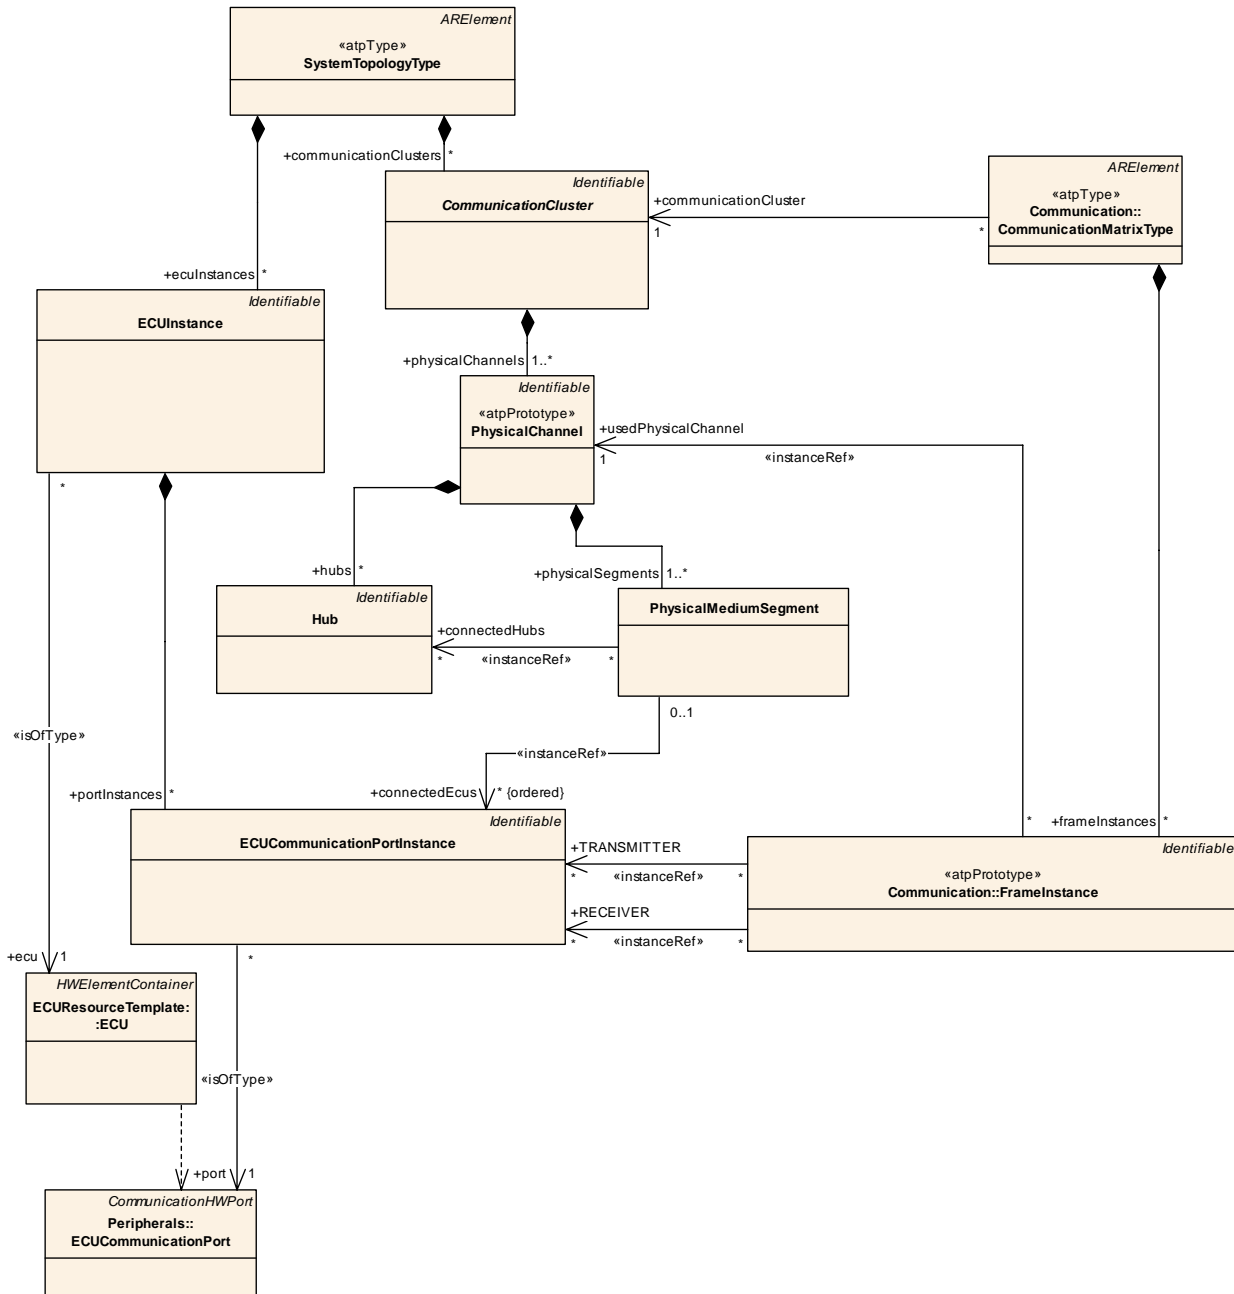 ARElement
«atpType»
SystemTopologyType
+communicationClusters *
ARElement
«atpType»
Communication::
CommunicationMatrixType
Identifiable
CommunicationCluster
+communicationCluster
1
*
+ecuInstances *
Identifiable
ECUInstance
*
+physicalChannels 1..*
Identifiable
«atpPrototype»
PhysicalChannel
+usedPhysicalChannel
1
«instanceRef»
+hubs *
+physicalSegments 1..*
Identifiable
Hub
PhysicalMediumSegment
+connectedHubs
*
«instanceRef»
*
0..1
«isOfType»
«instanceRef»
+portInstances *
+connectedEcus * {ordered}
*
+frameInstances *
Identifiable
ECUCommunicationPortInstance
+TRANSMITTER
*
«instanceRef»
*
+RECEIVER
*
«instanceRef»
*
Identifiable
«atpPrototype»
Communication::FrameInstance
+ecu 1
*
HWElementContainer
ECUResourceTemplate:
:ECU
«isOfType»
+port 1
CommunicationHWPort
Peripherals::
ECUCommunicationPort